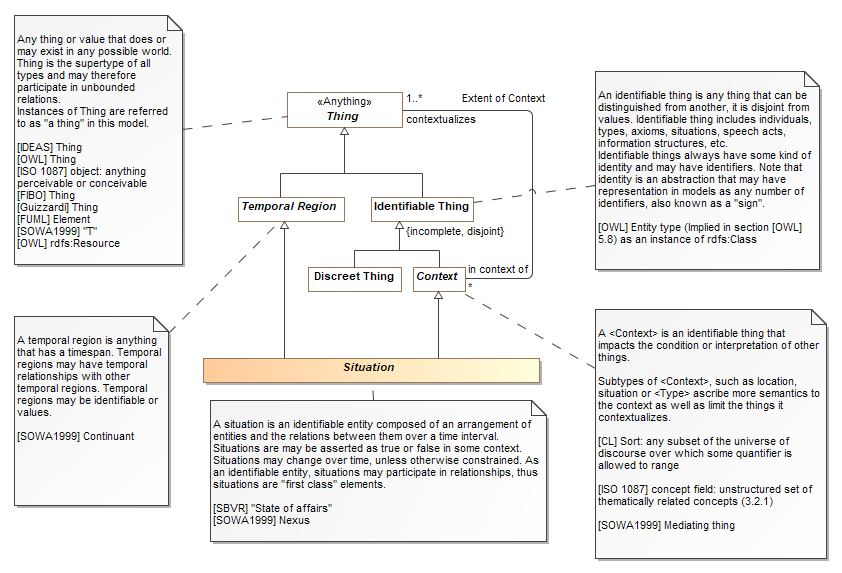 Any thing or value that does or
may exist in any possible world.
Thing is the supertype of all
types and may therefore
participate in unbounded
relations.
Instances of Thing are referred
to as "a thing" in this model.
[IDEAS] Thing
[OWL] Thing
[ISO 1087] object: anything
perceivable or conceivable
[FIBO] Thing
[Guizzardi] Thing
[FUML] Element
[SOWA1999] "T"
[OWL] rdfs:Resource
«Anything»
Thing
1..*
Extent of Context
contextualizes
An identifiable thing is any thing that can be
distinguished from another, it is disjoint from
values. Identifiable thing includes individuals,
types, axioms, situations, speech acts,
information structures, etc.
Identifiable things always have some kind of
identity and may have identifiers. Note that
identity is an abstraction that may have
representation in models as any number of
identifiers, also known as a "sign".
[OWL] Entity type (Implied in section [OWL]
5.8) as an instance of rdfs:Class
Temporal Region
Identifiable Thing
{incomplete, disjoint}
Discreet Thing
Context
in context of
*
A temporal region is anything
that has a timespan. Temporal
regions may have temporal
relationships with other
temporal regions. Temporal
regions may be identifiable or
values.
[SOWA1999] Continuant
Situation
A situation is an identifiable entity composed of an arrangement of
entities and the relations between them over a time interval.
Situations are may be asserted as true or false in some context.
Situations may change over time, unless otherwise constrained. As
an identifiable entity, situations may participate in relationships, thus
situations are "first class" elements.
[SBVR] "State of affairs"
[SOWA1999] Nexus
A <Context> is an identifiable thing that
impacts the condition or interpretation of other
things.
Subtypes of <Context>, such as location,
situation or <Type> ascribe more semantics to
the context as well as limit the things it
contextualizes.
[CL] Sort: any subset of the universe of
discourse over which some quantifier is
allowed to range
[ISO 1087] concept field: unstructured set of
thematically related concepts (3.2.1)
[SOWA1999] Mediating thing